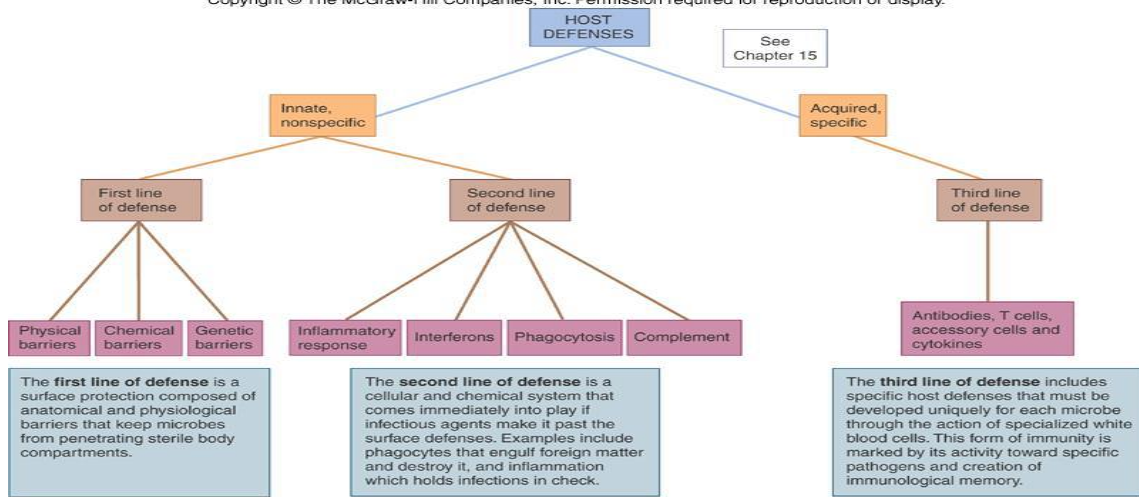 Copyright © The McGraw-Hill Companies, Inc. Permission required for reproduction or display.
HOST
DEFENSES
See
Chapter 15
Innate,
nonspecific
Acquired,
specific
First line
of defense
Second line
of defense
Third line
of defense
Physical
barriers
Chemical
barriers
Genetic
barriers
Inflammatory
response
Interferons
Phagocytosis
Complement
Antibodies, T cells,
accessory cells and
cytokines
The first line of defense is a
surface protection composed of
anatomical and physiological
barriers that keep microbes
from penetrating sterile body
compartments.
The second line of defense is a
cellular and chemical system that
comes immediately into play if
infectious agents make it past the
surface defenses. Examples include
phagocytes that engulf foreign matter
and destroy it, and inflammation
which holds infections in check.
The third line of defense includes
specific host defenses that must be
developed uniquely for each microbe
through the action of specialized white
blood cells. This form of immunity is
marked by its activity toward specific
pathogens and creation of
immunological memory.